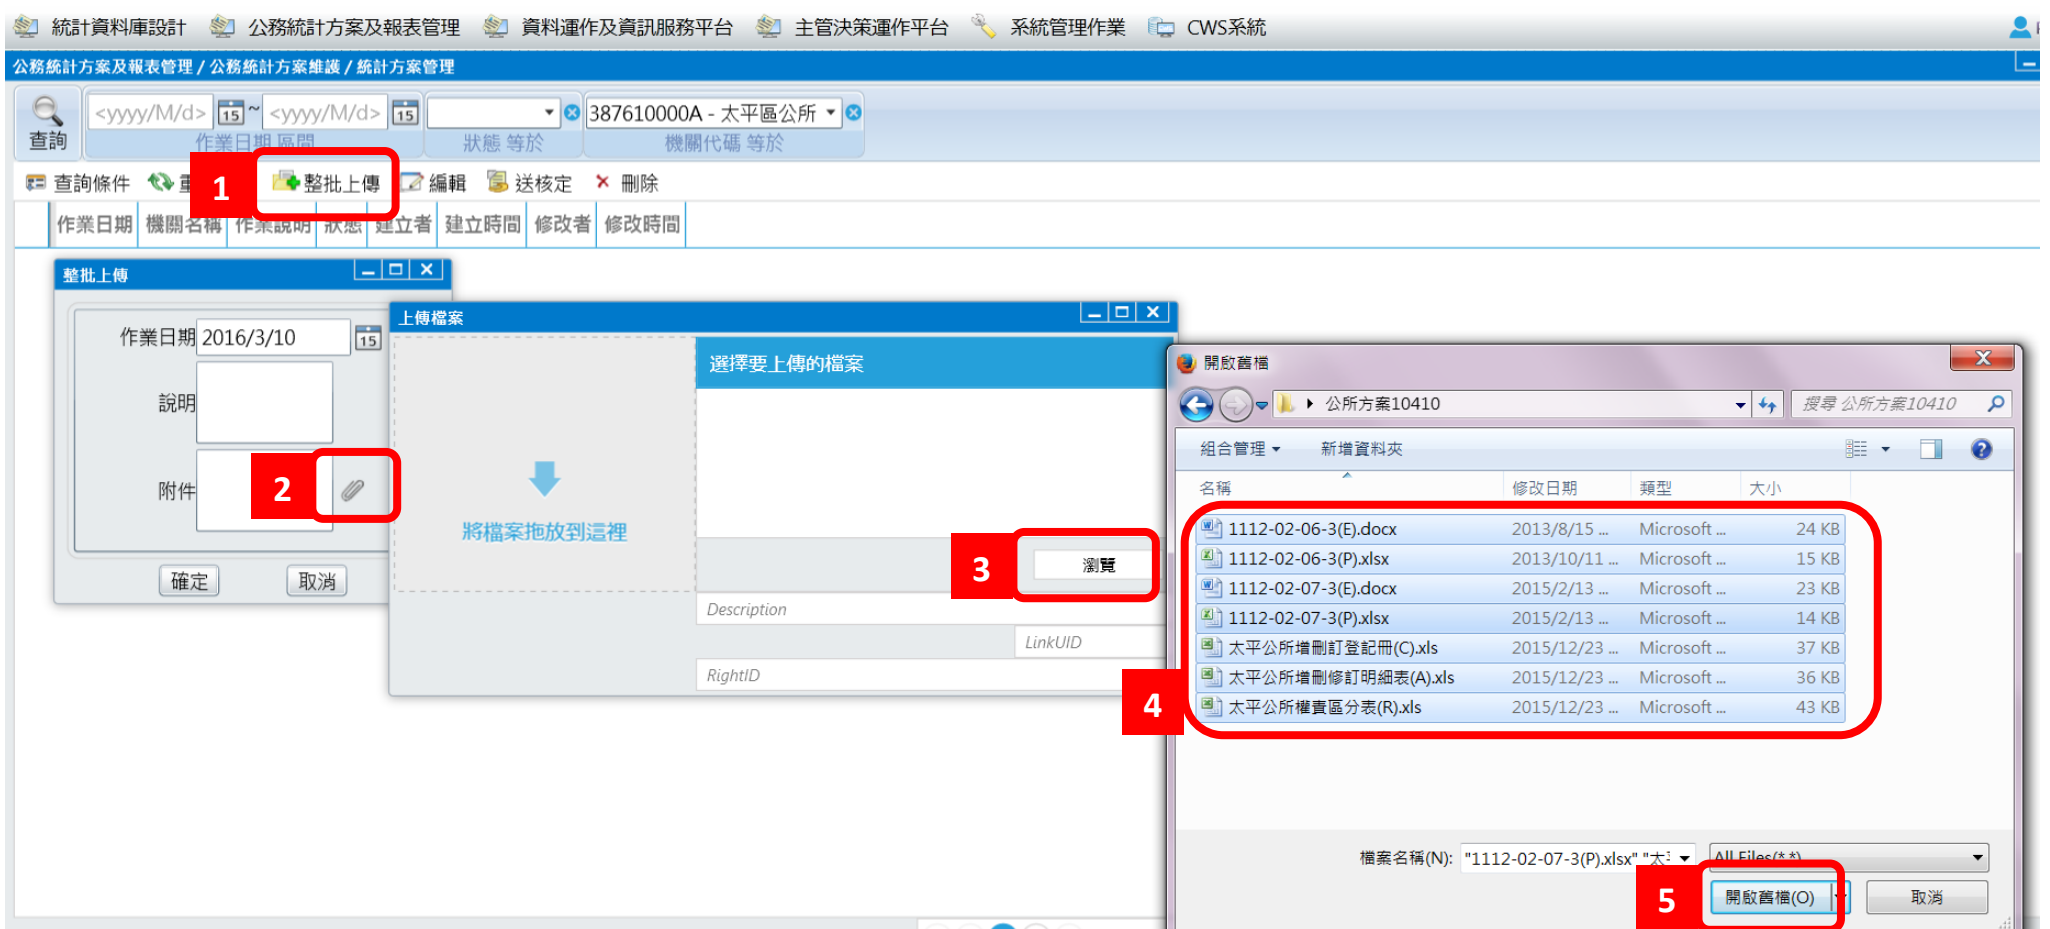 統計資料庫設計 公務統計方案及報表管理 資料運作及資訊服務平台 主管決策運作平台 系統管理作業 CWS系統
公務統計方案及報表管理 / 公務統計方案維護 / 統計方案管理
查詢 <yyyy/M/d> 15 ~ <yyyy/M/d> 15 387610000A - 太平區公所
作業日期 區間 狀態 等於 機關代碼 等於
查詢條件 1 整批上傳 編輯 送核定 刪除
作業日期 機關名稱 作業說明 狀態 建立者 建立時間 修改者 修改時間
整批上傳
作業日期 2016/3/10 15
說明
附件 2
確定 取消
上傳檔案
選擇要上傳的檔案
將檔案拖放到這裡
3 瀏覽
Description
LinkUID
RightID
開啟舊檔
公所方案10410 搜尋 公所方案10410
組合管理 新增資料夾
名稱 修改日期 類型 大小
1112-02-06-3(E).docx 2013/8/15 ... Microsoft ... 24 KB
1112-02-06-3(P).xlsx 2013/10/11 ... Microsoft ... 15 KB
1112-02-07-3(E).docx 2015/2/13 ... Microsoft ... 23 KB
1112-02-07-3(P).xlsx 2015/2/13 ... Microsoft ... 14 KB
太平公所增刪訂登記冊(C).xls 2015/12/23 ... Microsoft ... 37 KB
太平公所增刪修訂明細表(A).xls 2015/12/23 ... Microsoft ... 36 KB
太平公所權責區分表(R).xls 2015/12/23 ... Microsoft ... 43 KB
4
檔案名稱(N): "1112-02-07-3(P).xlsx" "太 All Files(*.*)
5 開啟舊檔(O) 取消